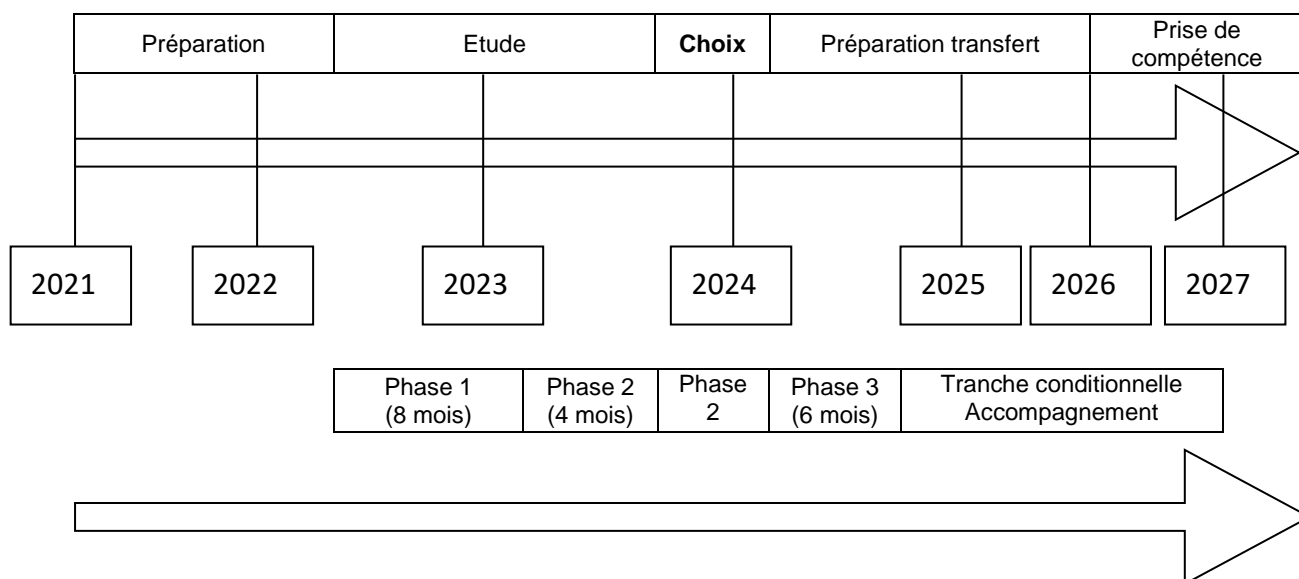 Préparation
Etude
Choix
Préparation transfert
Prise de
compétence
2021
2022
2023
2024
2025
2026
2027
Phase 1
(8 mois)
Phase 2
(4 mois)
Phase
2
Phase 3
(6 mois)
Tranche conditionnelle
Accompagnement